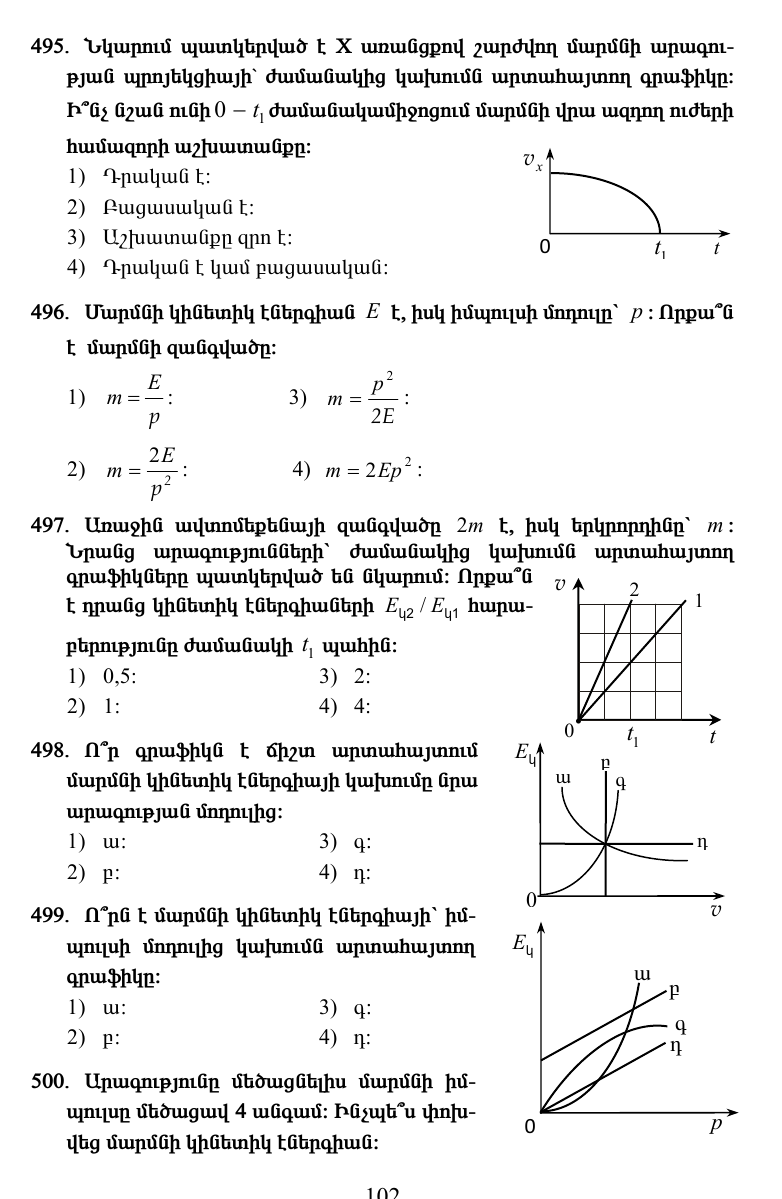 495. Նկարում պատկերված է X առանցքով շարժվող մարմնի արագու-
թյան պրոյեկցիայի՝ ժամանակից կախումն արտահայտող գրաֆիկը:
Ի՞նչ նշան ունի 0 – t₁ ժամանակամիջոցում մարմնի վրա ազդող ուժերի
համազորի աշխատանքը:
1) Դրական է:
2) Բացասական է:
3) Աշխատանքը զրո է:
4) Դրական է կամ բացասական:
vₓ
0 t₁ t
496. Մարմնի կինետիկ էներգիան E է, իսկ իմպուլսի մոդուլը՝ p : Որքա՞ն
է մարմնի զանգվածը:
1) m = E/p : 3) m = p²/2E :
2) m = 2E/p² : 4) m = 2Ep² :
497. Առաջին ավտոմեքենայի զանգվածը 2m է, իսկ երկրորդինը՝ m :
Նրանց արագությունների՝ ժամանակից կախումն արտահայտող
գրաֆիկները պատկերված են նկարում: Որքա՞ն
է դրանց կինետիկ էներգիաների Eկ2 / Eկ1 հարա-
բերությունը ժամանակի t₁ պահին:
1) 0,5: 3) 2:
2) 1: 4) 4:
v 2 1
0 t₁ t
498. Ո՞ր գրաֆիկն է ճիշտ արտահայտում
մարմնի կինետիկ էներգիայի կախումը նրա
արագության մոդուլից:
1) ա: 3) գ:
2) բ: 4) դ:
Eկ
ա բ գ
դ
0 v
499. Ո՞րն է մարմնի կինետիկ էներգիայի՝ իմ-
պուլսի մոդուլից կախումն արտահայտող
գրաֆիկը:
1) ա: 3) գ:
2) բ: 4) դ:
Eկ
ա
բ
գ
դ
0 p
500. Արագությունը մեծացնելիս մարմնի իմ-
պուլսը մեծացավ 4 անգամ: Ինչպե՞ս փոխ-
վեց մարմնի կինետիկ էներգիան:
102